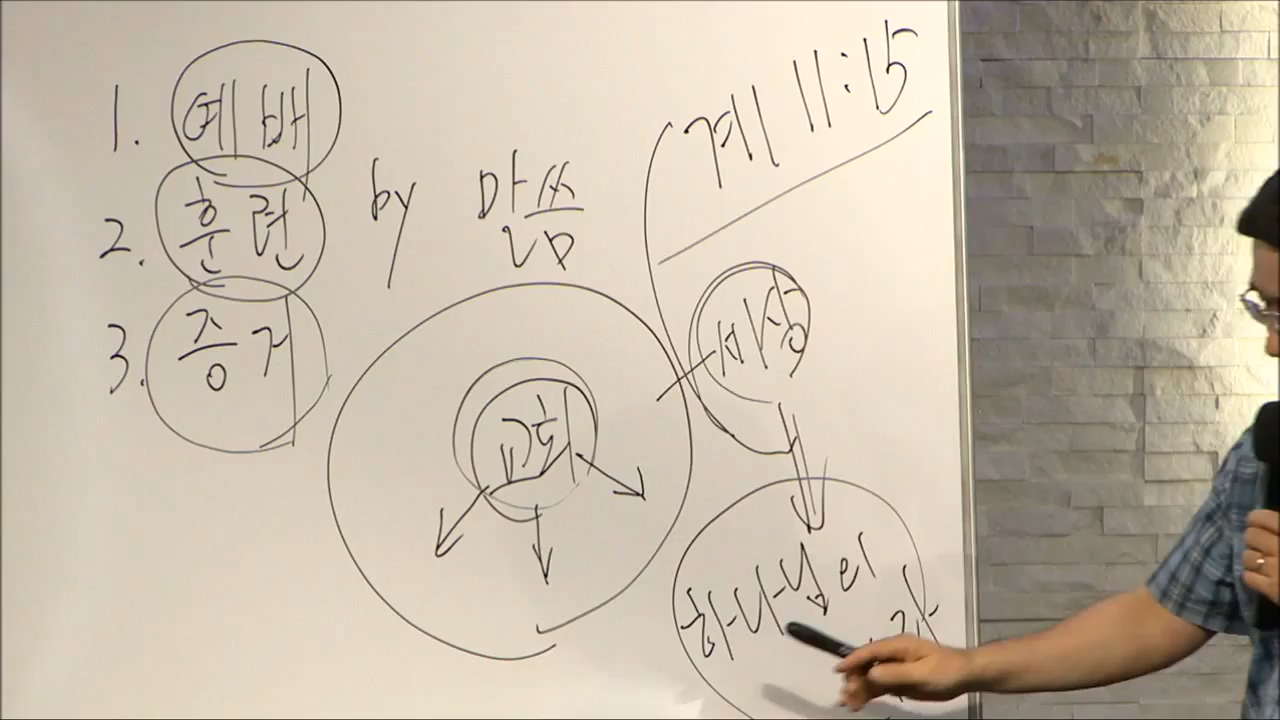 1. 예배
2. 훈련
3. 증거
by 말씀
계 11:15
교회
세상
하나님의